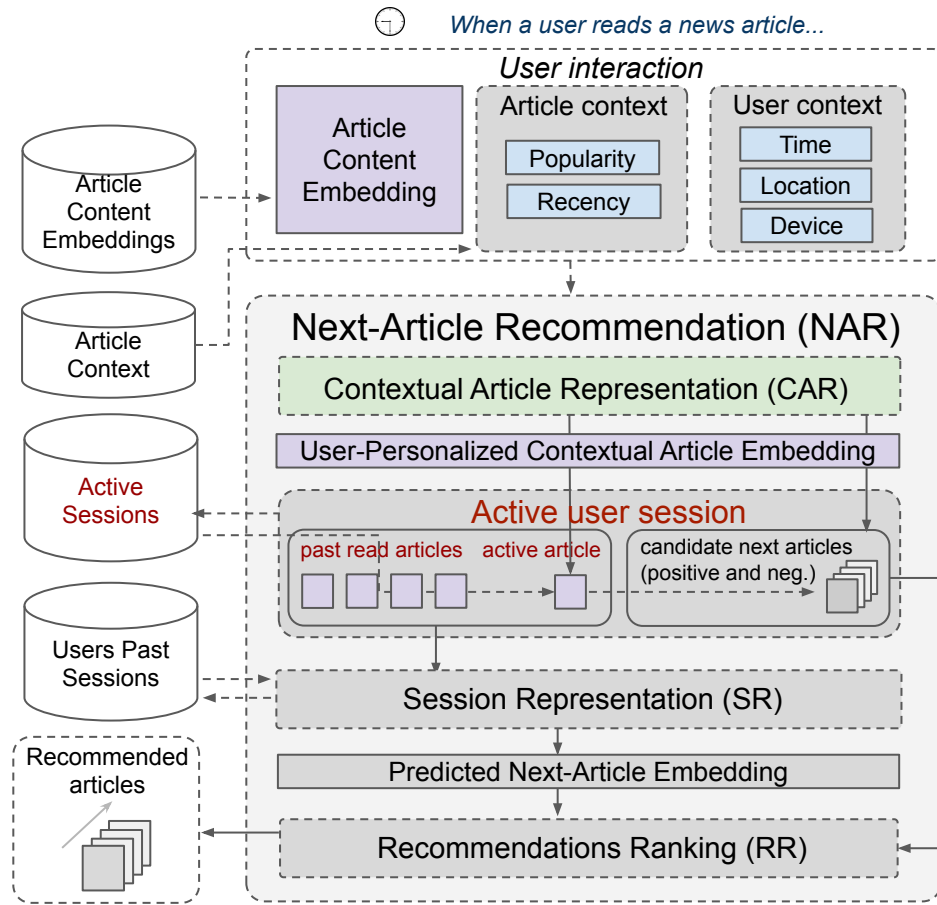 When a user reads a news article...
User interaction
Article
Content
Embedding
Article context
Popularity
Recency
User context
Time
Location
Device
Article
Content
Embeddings
Article
Context
Next-Article Recommendation (NAR)
Contextual Article Representation (CAR)
User-Personalized Contextual Article Embedding
Active
Sessions
Active user session
past read articles
active article
candidate next articles
(positive and neg.)
Users Past
Sessions
Session Representation (SR)
Predicted Next-Article Embedding
Recommended
articles
Recommendations Ranking (RR)